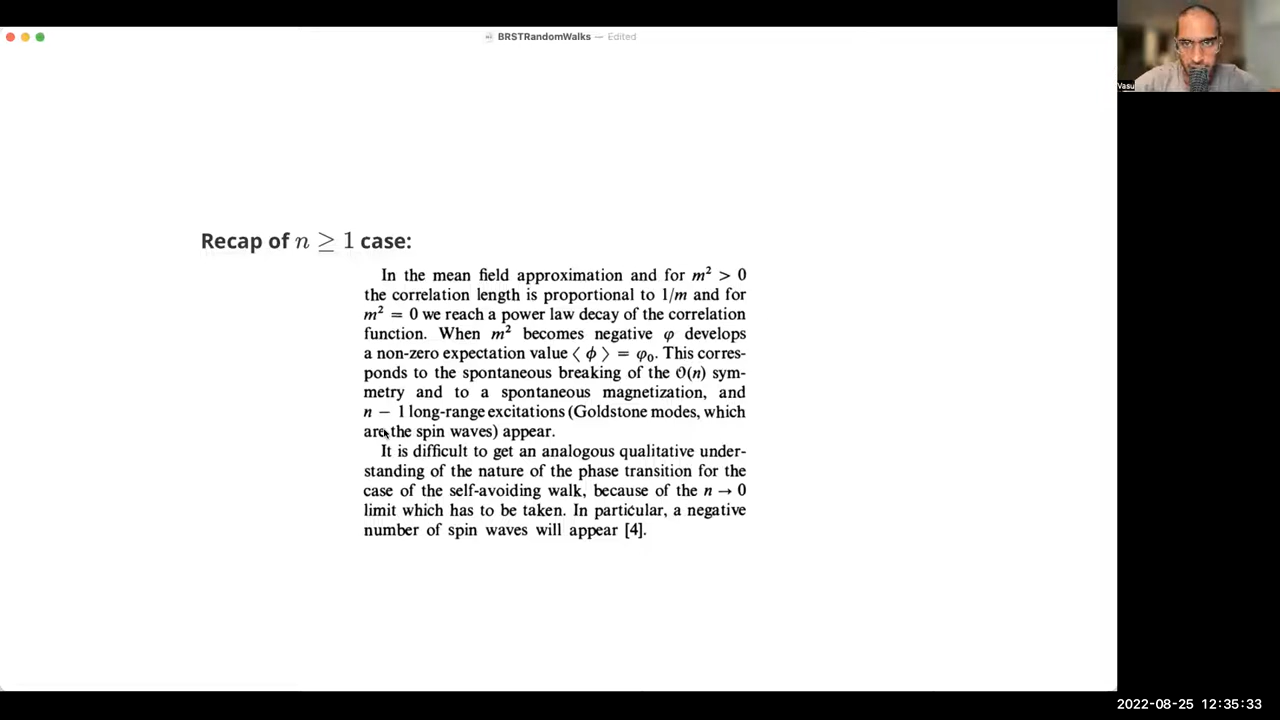 BRSTRandomWalks — Edited
Vasu
Recap of n ≥ 1 case:
In the mean field approximation and for m² > 0
the correlation length is proportional to 1/m and for
m² = 0 we reach a power law decay of the correlation
function. When m² becomes negative φ develops
a non-zero expectation value ⟨ ϕ ⟩ = φ₀. This corres-
ponds to the spontaneous breaking of the O(n) sym-
metry and to a spontaneous magnetization, and
n − 1 long-range excitations (Goldstone modes, which
are the spin waves) appear.
It is difficult to get an analogous qualitative under-
standing of the nature of the phase transition for the
case of the self-avoiding walk, because of the n → 0
limit which has to be taken. In particular, a negative
number of spin waves will appear [4].
2022-08-25 12:35:33